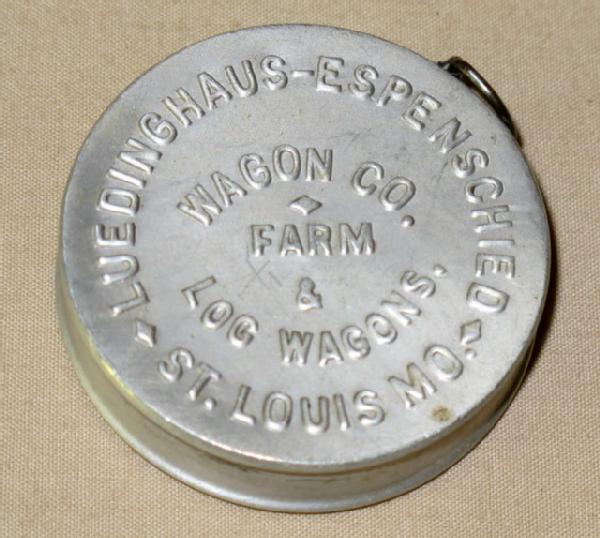 LUEDINGHAUS-ESPENSCHIED
WAGON CO.
FARM
&
LOG WAGONS.
ST. LOUIS MO.